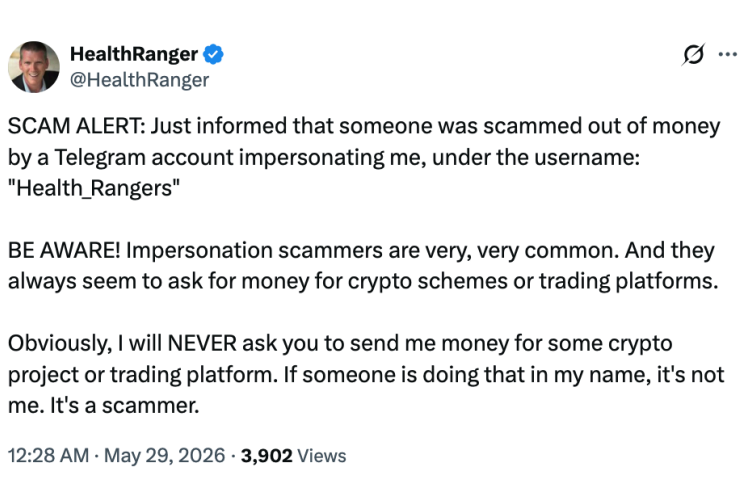 HealthRanger
@HealthRanger
SCAM ALERT: Just informed that someone was scammed out of money
by a Telegram account impersonating me, under the username:
"Health_Rangers"
BE AWARE! Impersonation scammers are very, very common. And they
always seem to ask for money for crypto schemes or trading platforms.
Obviously, I will NEVER ask you to send me money for some crypto
project or trading platform. If someone is doing that in my name, it's not
me. It's a scammer.
12:28 AM · May 29, 2026 · 3,902 Views